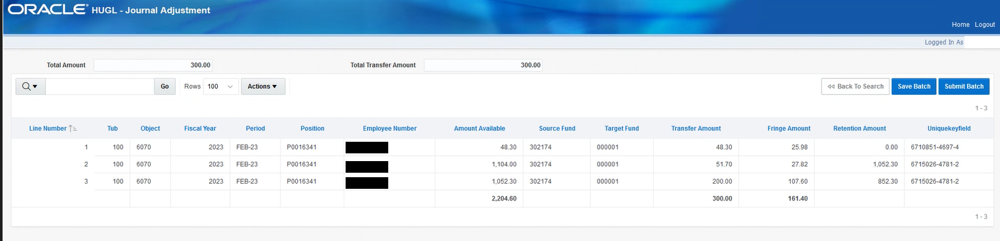 ORACLE® HUGL - Journal Adjustment
Home Logout
Logged In As
Total Amount 300.00 Total Transfer Amount 300.00
Go Rows 100 Actions Back To Search Save Batch Submit Batch
1 - 3
Line Number Tub Object Fiscal Year Period Position Employee Number Amount Available Source Fund Target Fund Transfer Amount Fringe Amount Retention Amount Uniquekeyfield
1 100 6070 2023 FEB-23 P0016341 48.30 302174 000001 48.30 25.98 0.00 6710851-4697-4
2 100 6070 2023 FEB-23 P0016341 1,104.00 302174 000001 51.70 27.82 1,052.30 6715026-4781-2
3 100 6070 2023 FEB-23 P0016341 1,052.30 302174 000001 200.00 107.60 852.30 6715026-4781-2
2,204.60 300.00 161.40
1 - 3